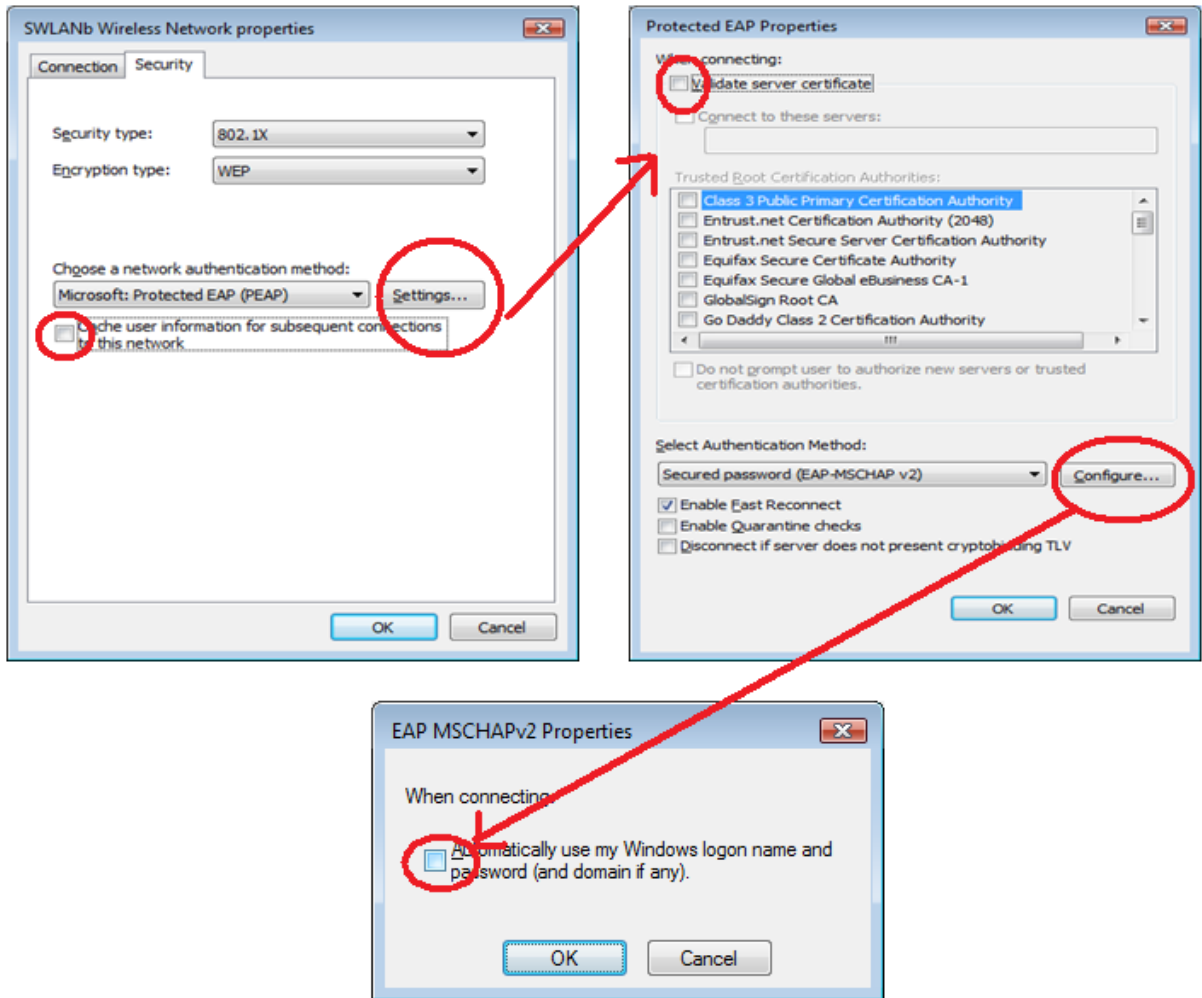 SWLANb Wireless Network properties
Connection Security
Security type: 802.1X
Encryption type: WEP
Choose a network authentication method:
Microsoft: Protected EAP (PEAP) Settings...
Cache user information for subsequent connections
to this network
OK Cancel
Protected EAP Properties
When connecting:
Validate server certificate
Connect to these servers:
Trusted Root Certification Authorities:
Class 3 Public Primary Certification Authority
Entrust.net Certification Authority (2048)
Entrust.net Secure Server Certification Authority
Equifax Secure Certificate Authority
Equifax Secure Global eBusiness CA-1
GlobalSign Root CA
Go Daddy Class 2 Certification Authority
Do not prompt user to authorize new servers or trusted
certification authorities.
Select Authentication Method:
Secured password (EAP-MSCHAP v2) Configure...
Enable Fast Reconnect
Enable Quarantine checks
Disconnect if server does not present cryptobinding TLV
OK Cancel
EAP MSCHAPv2 Properties
When connecting:
Automatically use my Windows logon name and
password (and domain if any).
OK Cancel